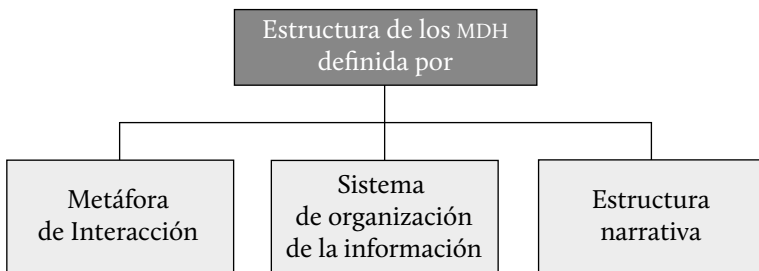 Estructura de los MDH
definida por
Metáfora
de Interacción
Sistema
de organización
de la información
Estructura
narrativa